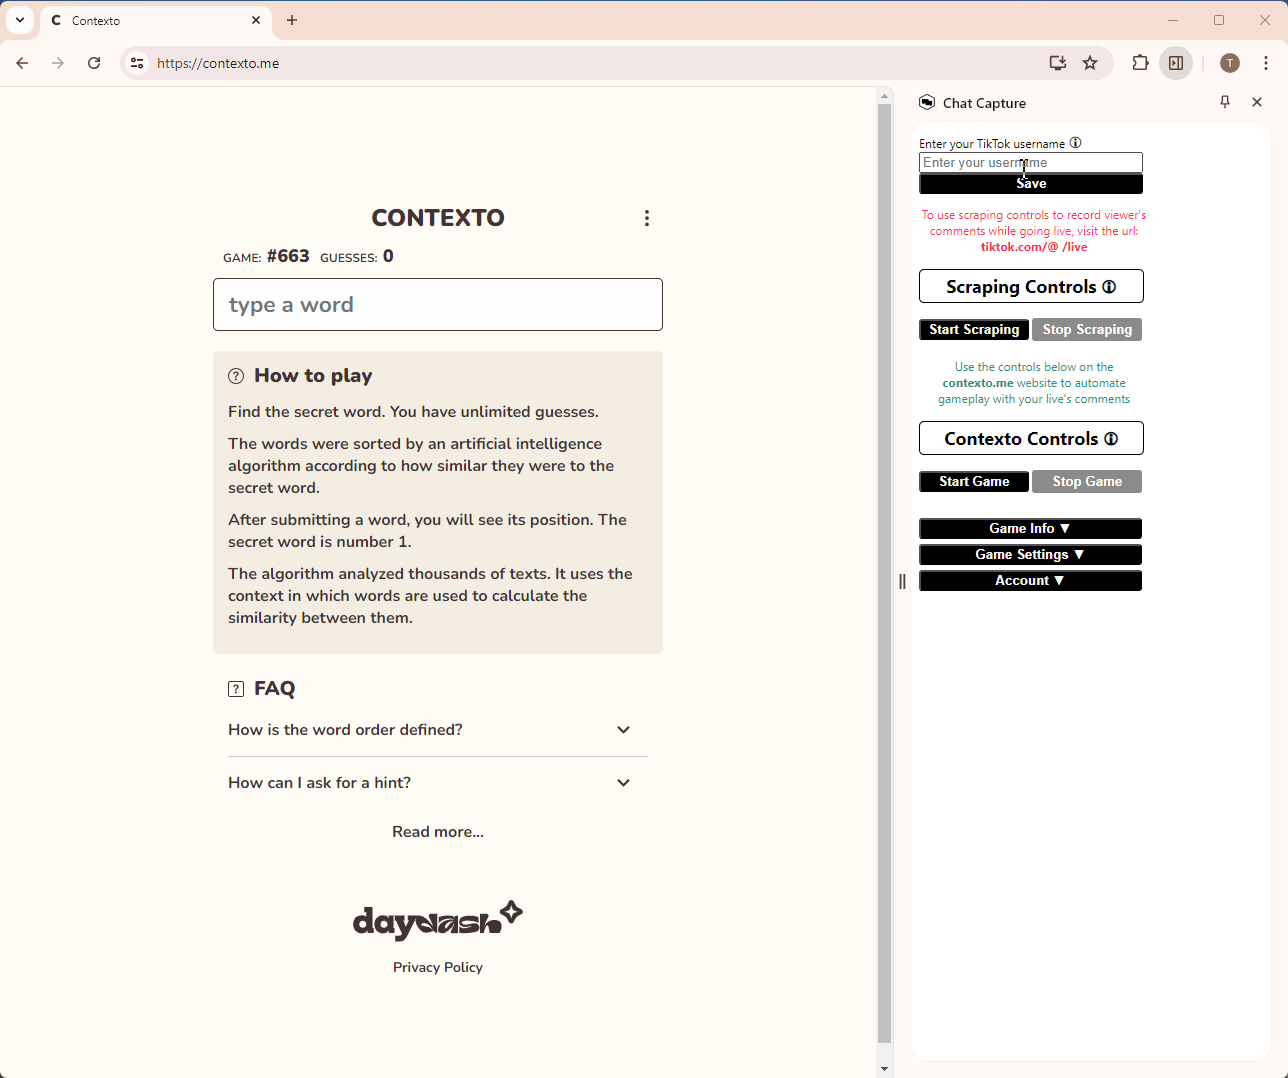 Contexto
https://contexto.me
T
Chat Capture
CONTEXTO
GAME: #663 GUESSES: 0
type a word
How to play
Find the secret word. You have unlimited guesses.
The words were sorted by an artificial intelligence
algorithm according to how similar they were to the
secret word.
After submitting a word, you will see its position. The
secret word is number 1.
The algorithm analyzed thousands of texts. It uses the
context in which words are used to calculate the
similarity between them.
FAQ
How is the word order defined?
How can I ask for a hint?
Read more...
daydash
Privacy Policy
Enter your TikTok username
Enter your username
Save
To use scraping controls to record viewer's
comments while going live, visit the url:
tiktok.com/@ /live
Scraping Controls
Start Scraping Stop Scraping
Use the controls below on the
contexto.me website to automate
gameplay with your live's comments
Contexto Controls
Start Game Stop Game
Game Info ▼
Game Settings ▼
Account ▼